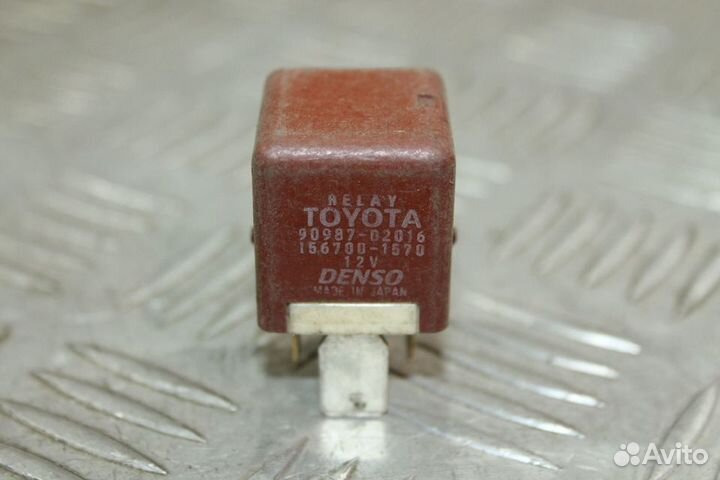 RELAY
TOYOTA
90987-02016
156700-1570
12V
DENSO
MADE IN JAPAN
Avito